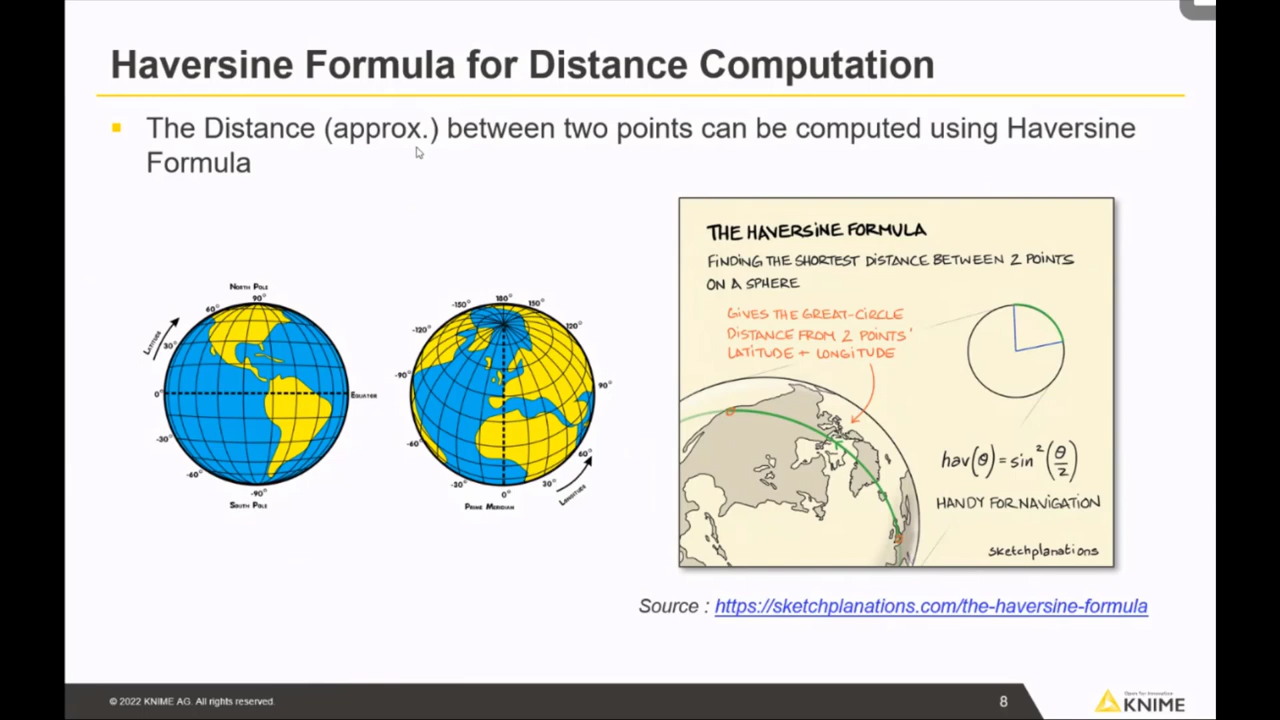 Haversine Formula for Distance Computation
The Distance (approx.) between two points can be computed using Haversine
Formula
NORTH POLE
90°
60°
LATITUDE
30°
0°
EQUATER
-30°
-60°
-90°
SOUTH POLE
180°
-150°
150°
-120°
120°
-90°
90°
-60°
60°
-30°
30°
0°
LONGITUDE
PRIME MERIDIAN
THE HAVERSINE FORMULA
FINDING THE SHORTEST DISTANCE BETWEEN 2 POINTS
ON A SPHERE
GIVES THE GREAT-CIRCLE
DISTANCE FROM 2 POINTS'
LATITUDE + LONGITUDE
hav(θ) = sin²(θ/2)
HANDY FOR NAVIGATION
sketchplanations
Source : https://sketchplanations.com/the-haversine-formula
© 2022 KNIME AG. All rights reserved.
8
Open for Innovation
KNIME